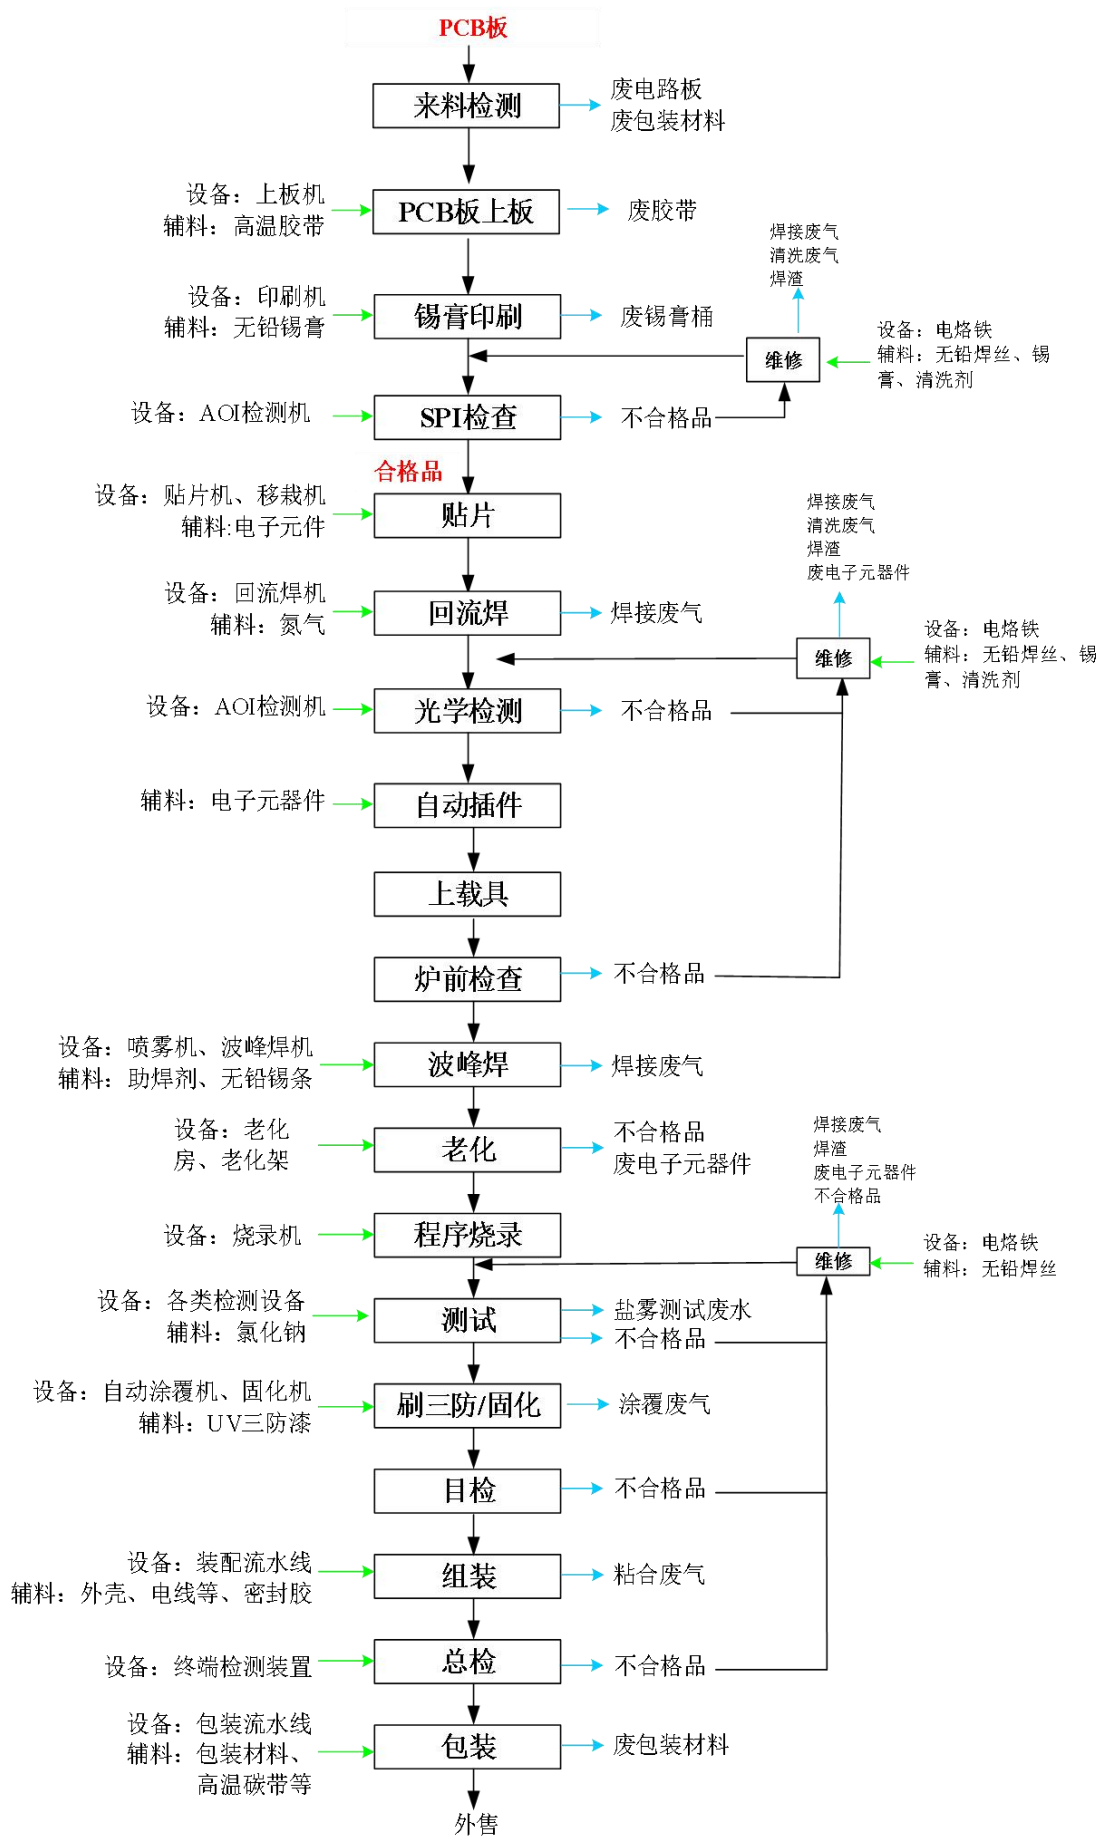 PCB板
来料检测
废电路板
废包装材料
设备：上板机
辅料：高温胶带
PCB板上板
废胶带
焊接废气
清洗废气
焊渣
设备：印刷机
辅料：无铅锡膏
锡膏印刷
废锡膏桶
维修
设备：电烙铁
辅料：无铅焊丝、锡
膏、清洗剂
设备：AOI检测机
SPI检查
不合格品
合格品
设备：贴片机、移栽机
辅料:电子元件
贴片
焊接废气
清洗废气
焊渣
废电子元器件
设备：回流焊机
辅料：氮气
回流焊
焊接废气
维修
设备：电烙铁
辅料：无铅焊丝、锡
膏、清洗剂
设备：AOI检测机
光学检测
不合格品
辅料：电子元器件
自动插件
上载具
炉前检查
不合格品
设备：喷雾机、波峰焊机
辅料：助焊剂、无铅锡条
波峰焊
焊接废气
设备：老化
房、老化架
老化
不合格品
废电子元器件
焊接废气
焊渣
废电子元器件
不合格品
设备：烧录机
程序烧录
维修
设备：电烙铁
辅料：无铅焊丝
设备：各类检测设备
辅料：氯化钠
测试
盐雾测试废水
不合格品
设备：自动涂覆机、固化机
辅料：UV三防漆
刷三防/固化
涂覆废气
目检
不合格品
设备：装配流水线
辅料：外壳、电线等、密封胶
组装
粘合废气
设备：终端检测装置
总检
不合格品
设备：包装流水线
辅料：包装材料、
高温碳带等
包装
废包装材料
外售